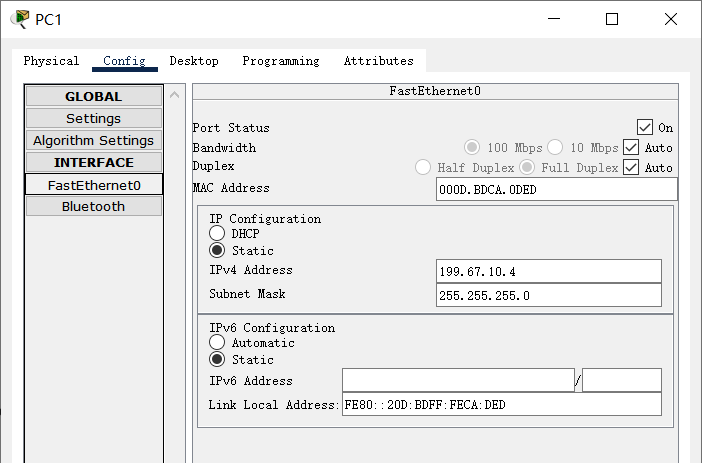 PC1
Physical Config Desktop Programming Attributes
GLOBAL
Settings
Algorithm Settings
INTERFACE
FastEthernet0
Bluetooth
FastEthernet0
Port Status On
Bandwidth 100 Mbps 10 Mbps Auto
Duplex Half Duplex Full Duplex Auto
MAC Address 000D.BDCA.0DED
IP Configuration
DHCP
Static
IPv4 Address 199.67.10.4
Subnet Mask 255.255.255.0
IPv6 Configuration
Automatic
Static
IPv6 Address /
Link Local Address: FE80::20D:BDFF:FECA:DED